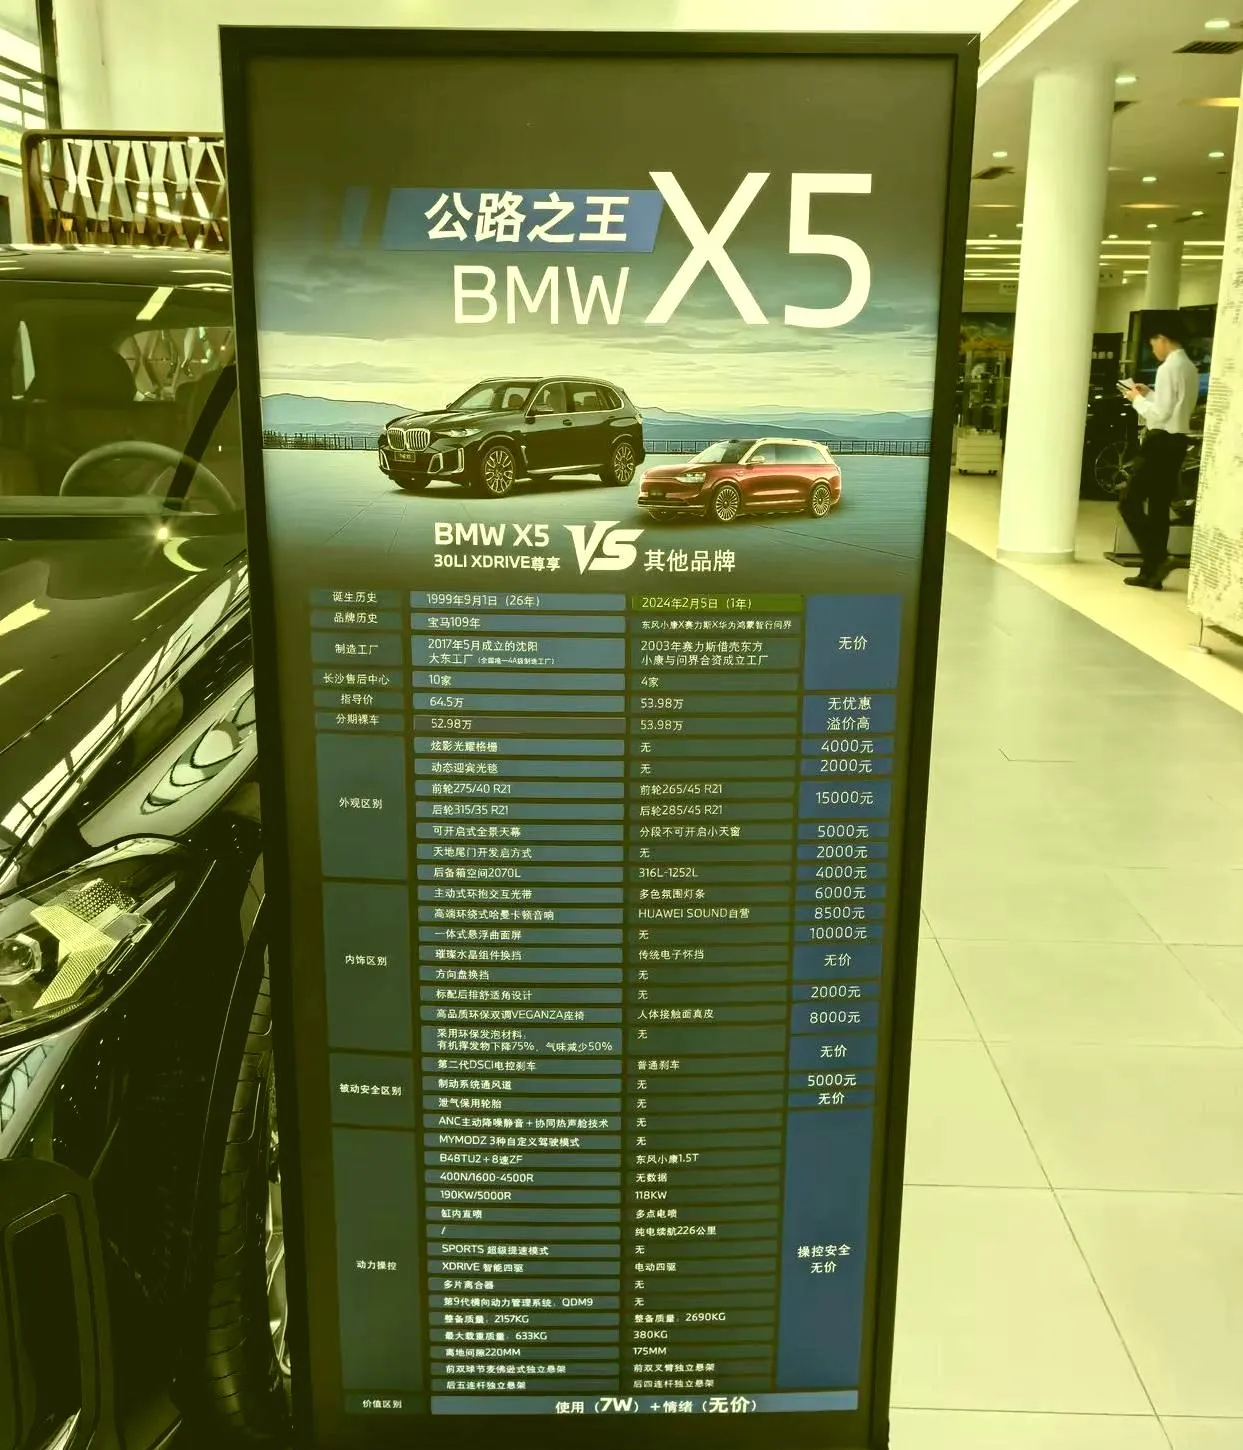 公路之王
BMW X5
BMW X5
30LI XDRIVE尊享
VS
其他品牌
诞生历史 1999年9月1日（26年） 2024年2月5日（1年）
品牌历史 宝马109年 东风小康X赛力斯X华为鸿蒙智行问界
无价
制造工厂 2017年5月成立的沈阳 2003年赛力斯借壳东方
大东工厂（全国唯一4A级制造工厂） 小康与问界合资成立工厂
长沙售后中心 10家 4家
指导价 64.5万 53.98万 无优惠
分期裸车 52.98万 53.98万 溢价高
外观区别
炫影光耀格栅 无 4000元
动态迎宾光毯 无 2000元
前轮275/40 R21 前轮265/45 R21 15000元
后轮315/35 R21 后轮285/45 R21
可开启式全景天幕 分段不可开启小天窗 5000元
天地尾门开发启方式 无 2000元
后备箱空间2070L 316L-1252L 4000元
内饰区别
主动式环抱交互光带 多色氛围灯条 6000元
高端环绕式哈曼卡顿音响 HUAWEI SOUND自营 8500元
一体式悬浮曲面屏 无 10000元
璀璨水晶组件换挡 传统电子怀挡 无价
方向盘换挡 无
标配后排舒适角设计 无 2000元
高品质环保双调VEGANZA座椅 人体接触面真皮 8000元
采用环保发泡材料， 无
有机挥发物下降75%，气味减少50%
无价
被动安全区别
第二代DSCI电控刹车 普通刹车
制动系统通风道 无 5000元
泄气保用轮胎 无 无价
ANC主动降噪静音+协同热声舱技术 无
动力操控
MYMODZ 3种自定义驾驶模式 无
B48TU2+8速ZF 东风小康1.5T
400N/1600-4500R 无数据
190KW/5000R 118KW
缸内直喷 多点电喷
/ 纯电续航226公里
SPORTS 超级提速模式 无
操控安全
无价
XDRIVE 智能四驱 电动四驱
多片离合器 无
第9代横向动力管理系统，QDM9 无
整备质量，2157KG 整备质量，2690KG
最大载重质量，633KG 380KG
离地间隙220MM 175MM
前双球节麦佛逊式独立悬架 前双叉臂独立悬架
后五连杆独立悬架 后四连杆独立悬架
价值区别 使用（7W）+情绪（无价）